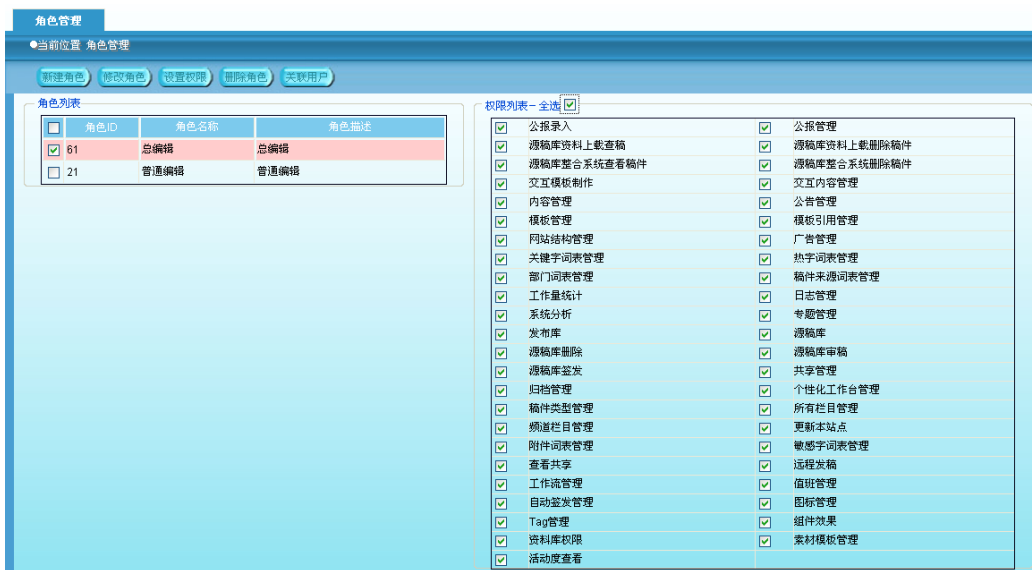 角色管理
●当前位置 角色管理
新建角色 修改角色 设置权限 删除角色 关联用户
角色列表
角色ID 角色名称 角色描述
61 总编辑 总编辑
21 普通编辑 普通编辑
权限列表－全选
公报录入 公报管理
源稿库资料上载查稿 源稿库资料上载删除稿件
源稿库整合系统查看稿件 源稿库整合系统删除稿件
交互模板制作 交互内容管理
内容管理 公告管理
模板管理 模板引用管理
网站结构管理 广告管理
关键字词表管理 热字词表管理
部门词表管理 稿件来源词表管理
工作量统计 日志管理
系统分析 专题管理
发布库 源稿库
源稿库删除 源稿库审稿
源稿库签发 共享管理
归档管理 个性化工作台管理
稿件类型管理 所有栏目管理
频道栏目管理 更新本站点
附件词表管理 敏感字词表管理
查看共享 远程发稿
工作流管理 值班管理
自动签发管理 图标管理
Tag管理 组件效果
资料库权限 素材模板管理
活动度查看